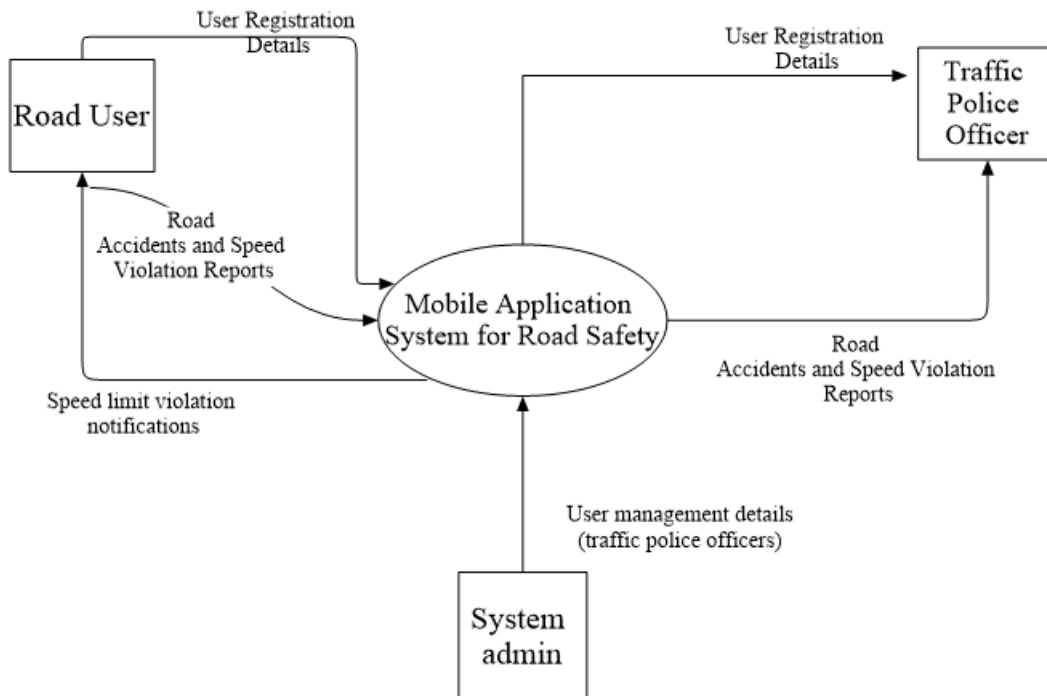 User Registration
Details
User Registration
Details
Road User
Traffic
Police
Officer
Road
Accidents and Speed
Violation Reports
Mobile Application
System for Road Safety
Road
Accidents and Speed Violation
Reports
Speed limit violation
notifications
User management details
(traffic police officers)
System
admin